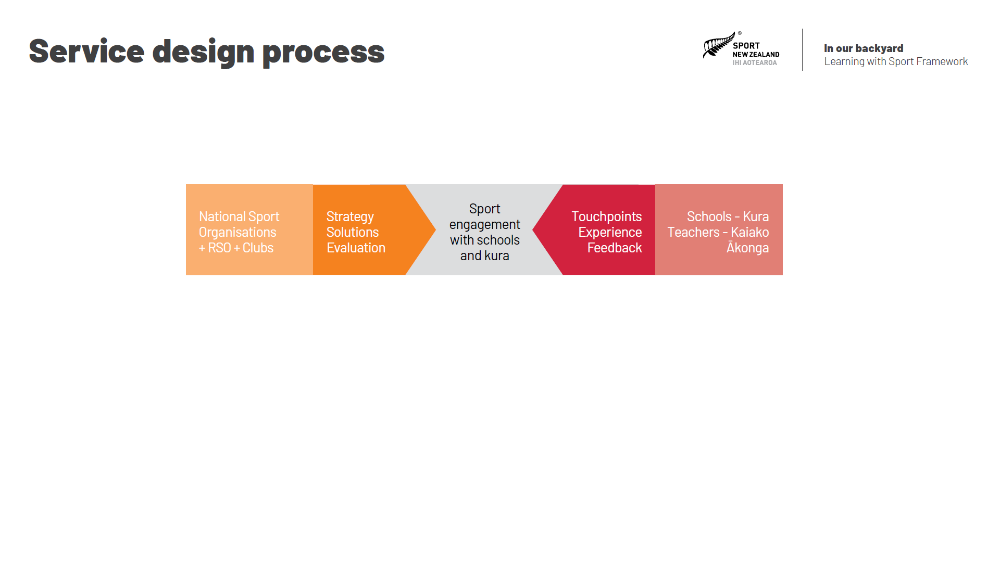 Service design process
SPORT
NEW ZEALAND
IHI AOTEAROA
In our backyard
Learning with Sport Framework
National Sport
Organisations
+ RSO + Clubs
Strategy
Solutions
Evaluation
Sport
engagement
with schools
and kura
Touchpoints
Experience
Feedback
Schools - Kura
Teachers - Kaiako
Ākonga